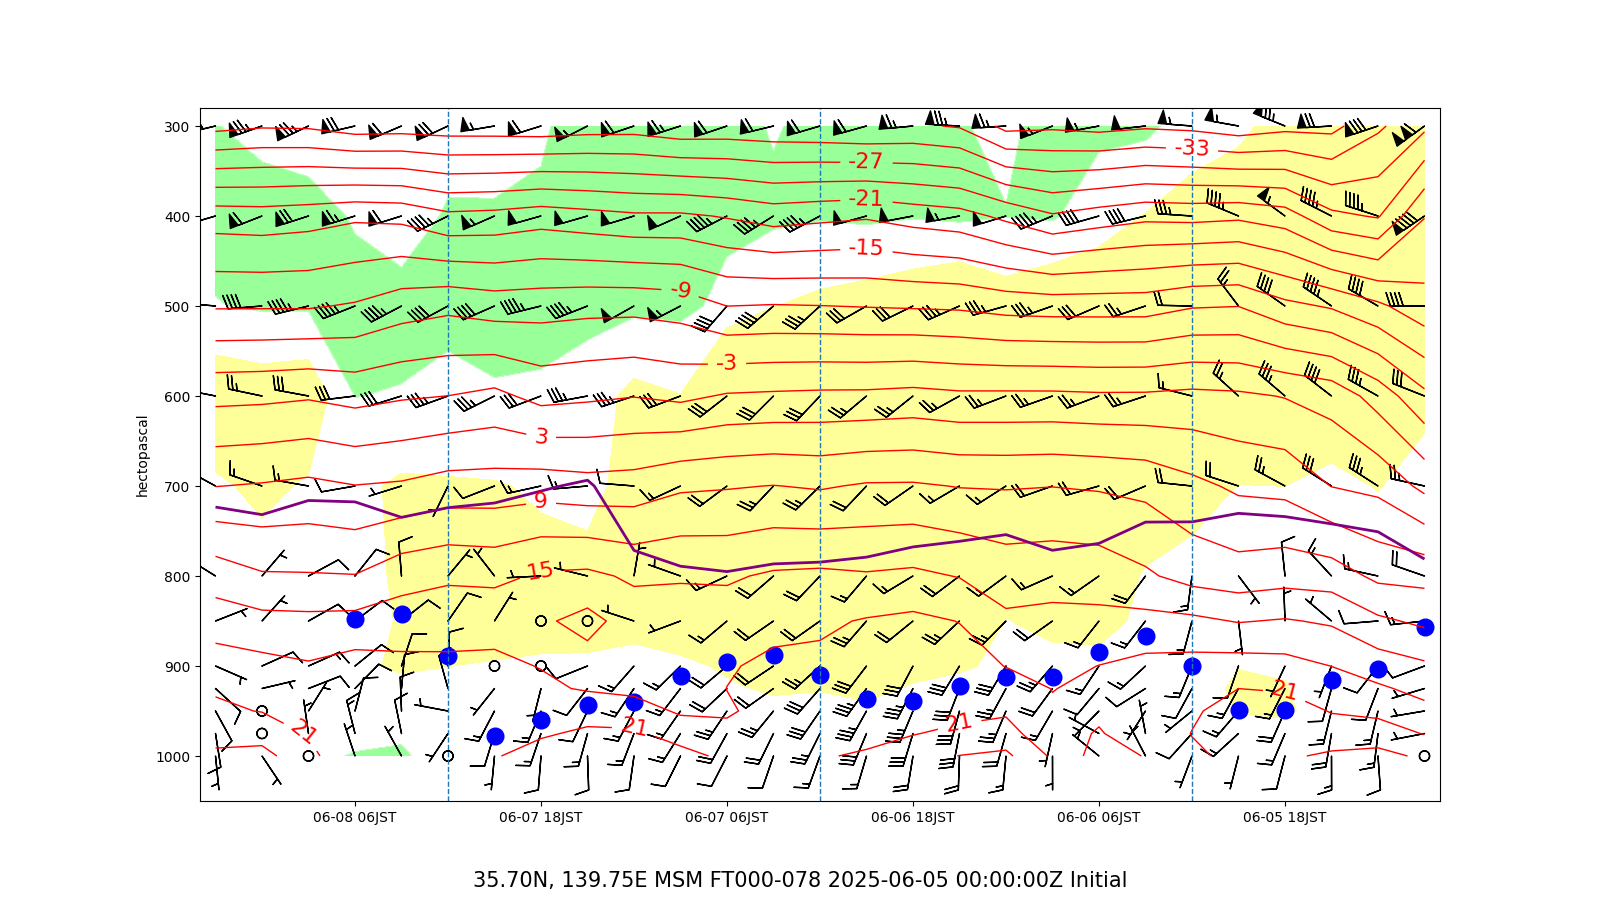 300
400
500
600
700
800
900
1000
hectopascal
-33
-27
-21
-15
-9
-3
3
9
15
21
21
21
21
06-08 06JST
06-07 18JST
06-07 06JST
06-06 18JST
06-06 06JST
06-05 18JST
35.70N, 139.75E MSM FT000-078 2025-06-05 00:00:00Z Initial